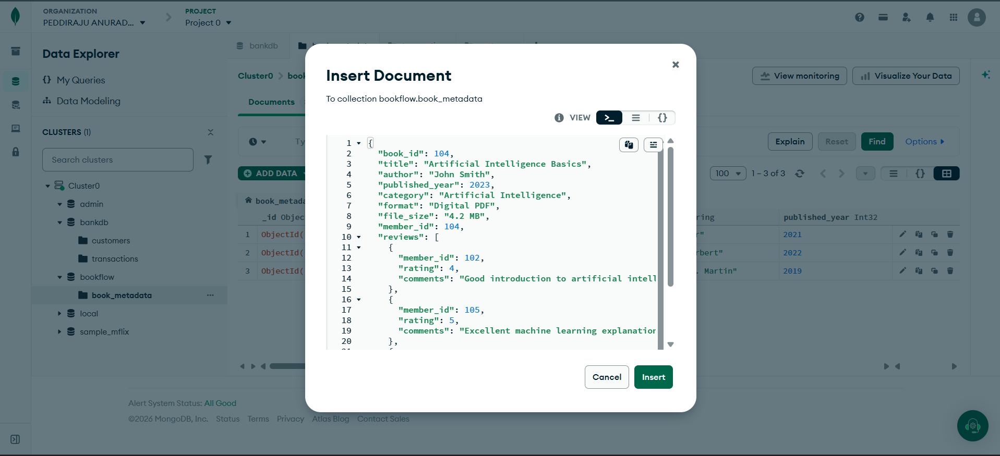 ORGANIZATION
PEDDIRAJU ANURAD...
PROJECT
Project 0
Data Explorer
My Queries
Data Modeling
CLUSTERS (1)
Search clusters
Cluster0
admin
bankdb
customers
transactions
bookflow
book_metadata
local
sample_mflix
bankdb
Cluster0
View monitoring
Visualize Your Data
Documents
Explain
Reset
Find
Options
ADD DATA
100
1 – 3 of 3
_id
published_year Int32
1 ObjectId(
2021
2 ObjectId(
2022
3 ObjectId(
. Martin"
2019
Insert Document
To collection bookflow.book_metadata
VIEW
1 {
2 "book_id": 104,
3 "title": "Artificial Intelligence Basics",
4 "author": "John Smith",
5 "published_year": 2023,
6 "category": "Artificial Intelligence",
7 "format": "Digital PDF",
8 "file_size": "4.2 MB",
9 "member_id": 104,
10 "reviews": [
11 {
12 "member_id": 102,
13 "rating": 4,
14 "comments": "Good introduction to artificial intell
15 },
16 {
17 "member_id": 105,
18 "rating": 5,
19 "comments": "Excellent machine learning explanation
20 },
Cancel
Insert
Alert System Status: All Good
©2026 MongoDB, Inc. Status Terms Privacy Atlas Blog Contact Sales